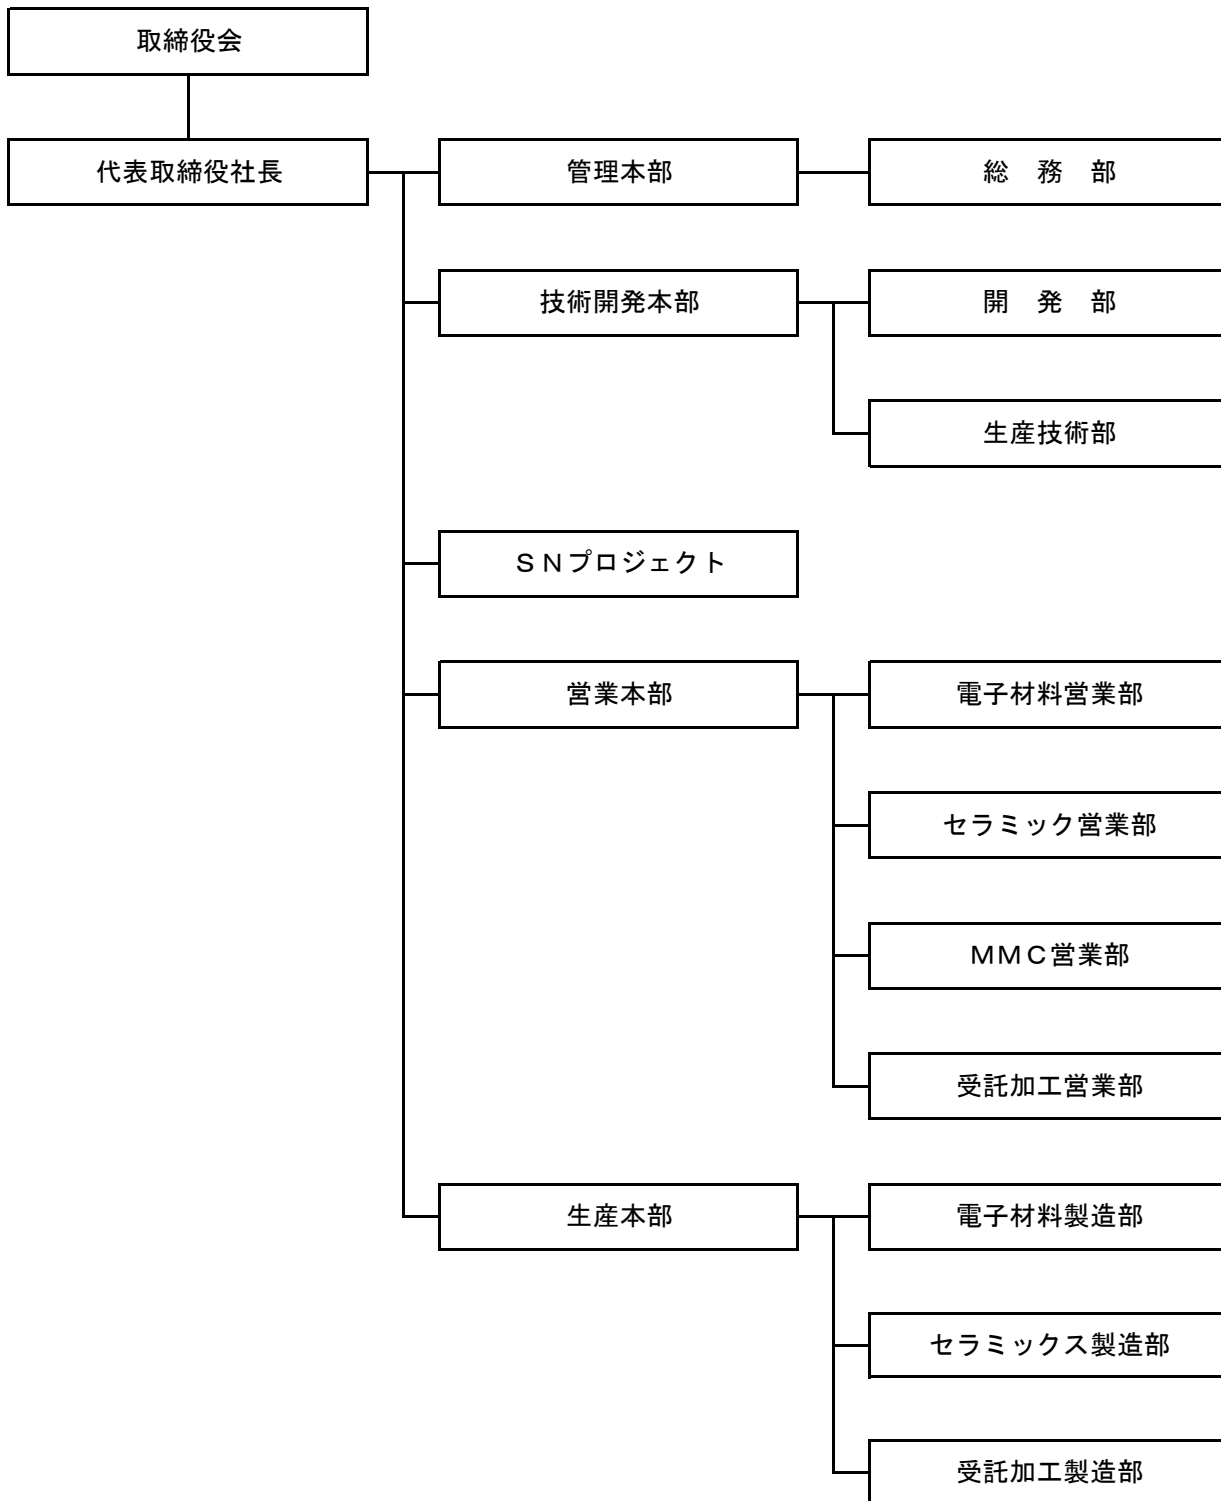 取締役会
代表取締役社長
管理本部
総　務　部
技術開発本部
開　発　部
生産技術部
ＳＮプロジェクト
営業本部
電子材料営業部
セラミック営業部
ＭＭＣ営業部
受託加工営業部
生産本部
電子材料製造部
セラミックス製造部
受託加工製造部